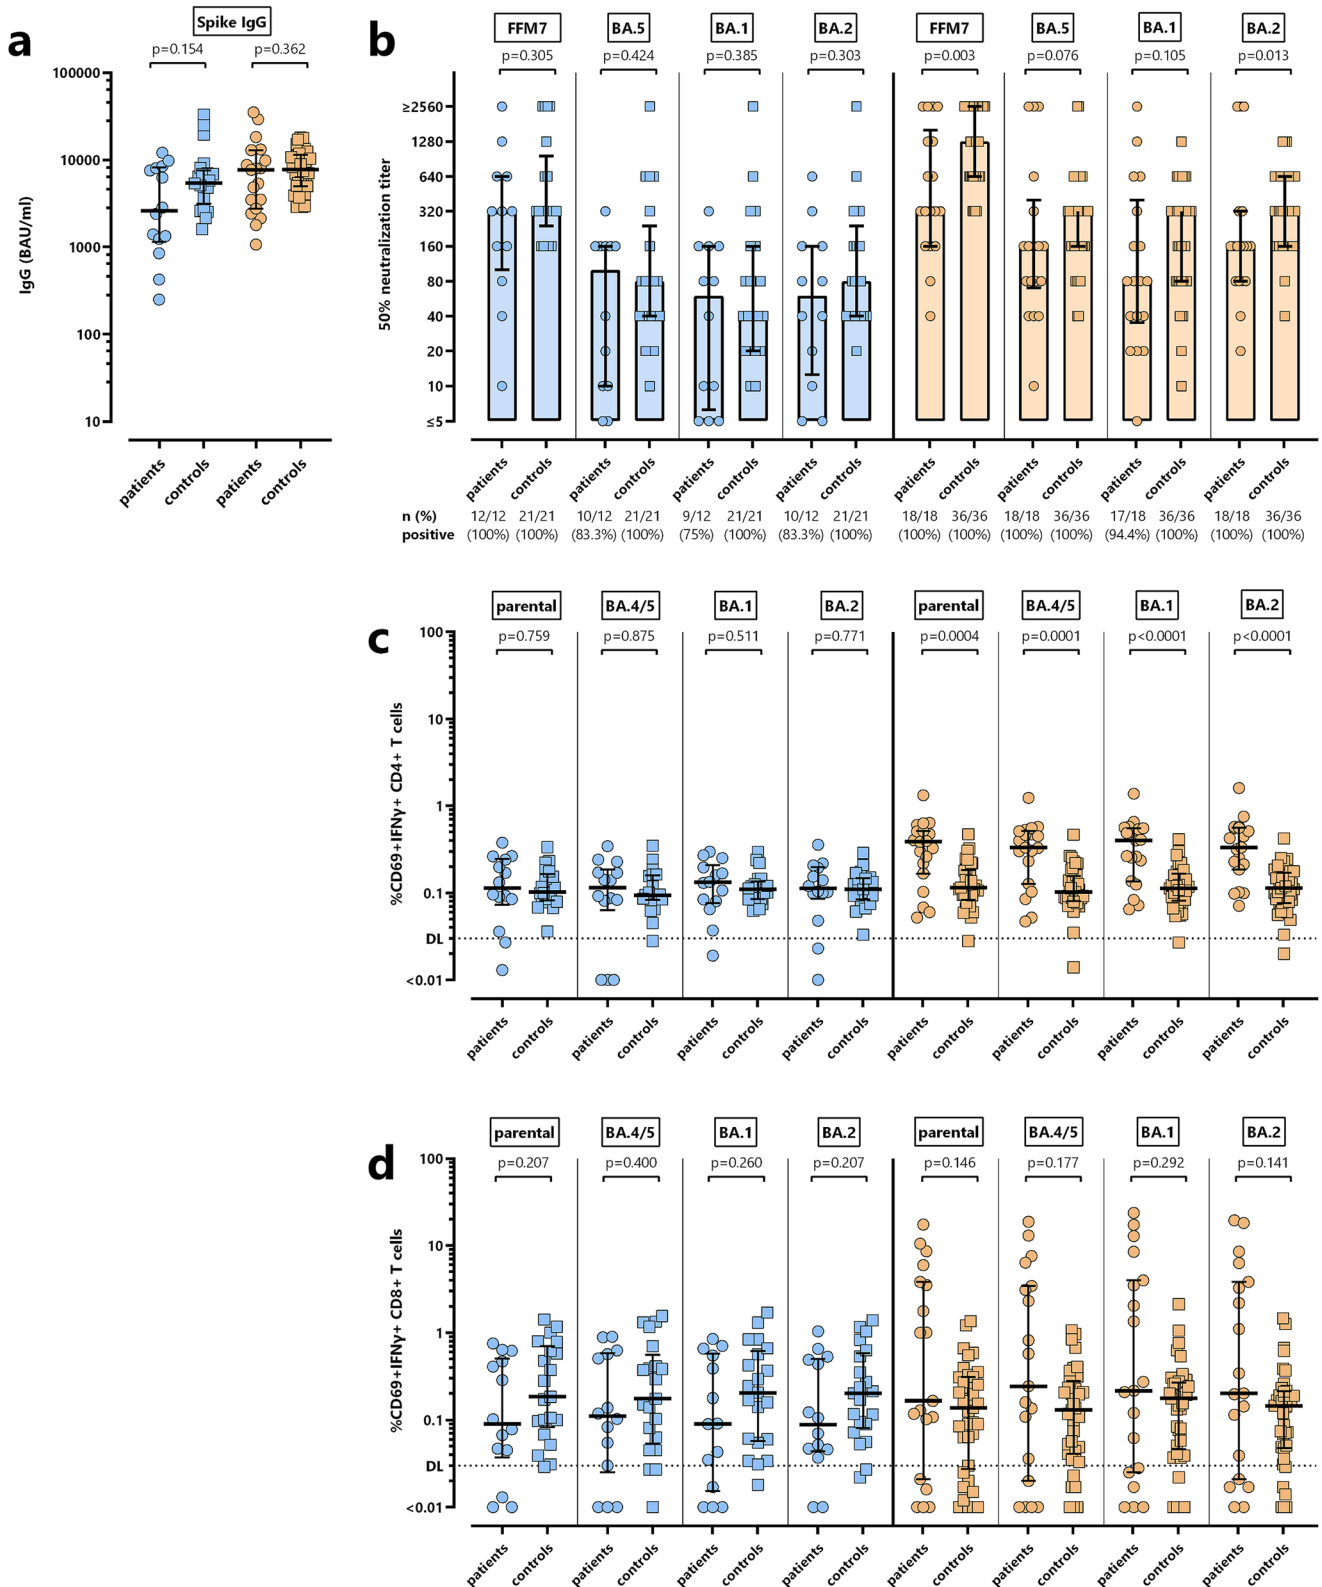 a
Spike IgG
p=0.154 p=0.362
IgG (BAU/ml)
100000
10000
1000
100
10
patients controls patients controls
b
FFM7 BA.5 BA.1 BA.2 FFM7 BA.5 BA.1 BA.2
p=0.305 p=0.424 p=0.385 p=0.303 p=0.003 p=0.076 p=0.105 p=0.013
50% neutralization titer
≥2560
1280
640
320
160
80
40
20
10
≤5
patients controls patients controls patients controls patients controls patients controls patients controls patients controls patients controls
n (%) 12/12 21/21 10/12 21/21 9/12 21/21 10/12 21/21 18/18 36/36 18/18 36/36 17/18 36/36 18/18 36/36
positive (100%) (100%) (83.3%) (100%) (75%) (100%) (83.3%) (100%) (100%) (100%) (100%) (100%) (94.4%) (100%) (100%) (100%)
c
parental BA.4/5 BA.1 BA.2 parental BA.4/5 BA.1 BA.2
p=0.759 p=0.875 p=0.511 p=0.771 p=0.0004 p=0.0001 p<0.0001 p<0.0001
%CD69+IFNγ+ CD4+ T cells
100
10
1
0.1
DL
<0.01
patients controls patients controls patients controls patients controls patients controls patients controls patients controls patients controls
d
parental BA.4/5 BA.1 BA.2 parental BA.4/5 BA.1 BA.2
p=0.207 p=0.400 p=0.260 p=0.207 p=0.146 p=0.177 p=0.292 p=0.141
%CD69+IFNγ+ CD8+ T cells
100
10
1
0.1
DL
<0.01
patients controls patients controls patients controls patients controls patients controls patients controls patients controls patients controls